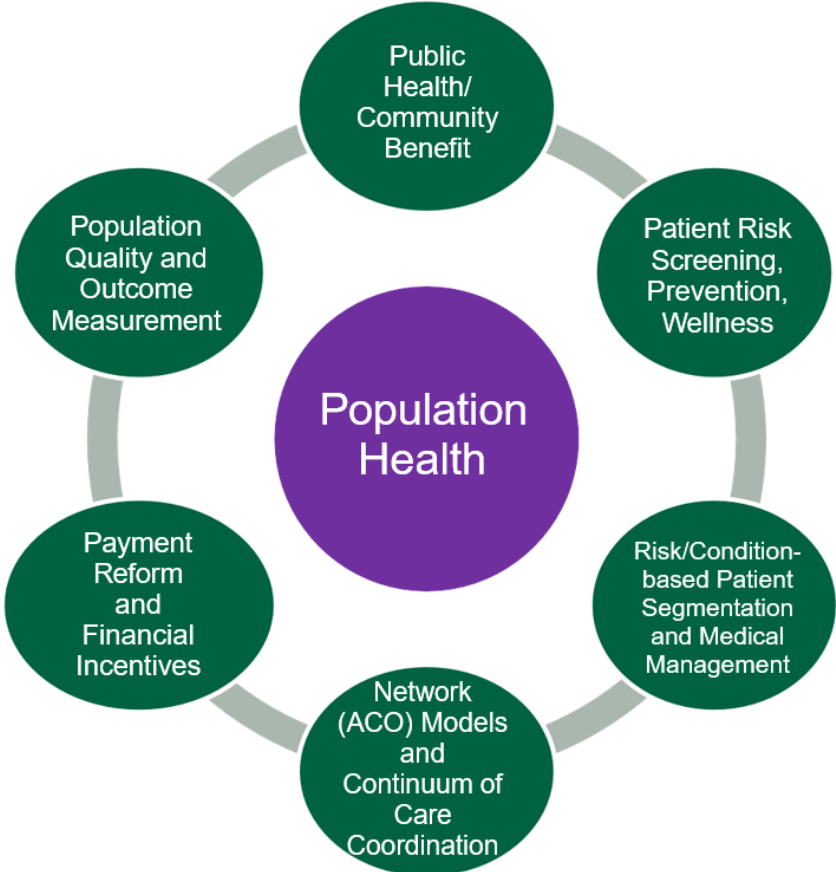 Public
Health/
Community
Benefit
Patient Risk
Screening,
Prevention,
Wellness
Risk/Condition-
based Patient
Segmentation
and Medical
Management
Network
(ACO) Models
and
Continuum of
Care
Coordination
Payment
Reform
and
Financial
Incentives
Population
Quality and
Outcome
Measurement
Population
Health